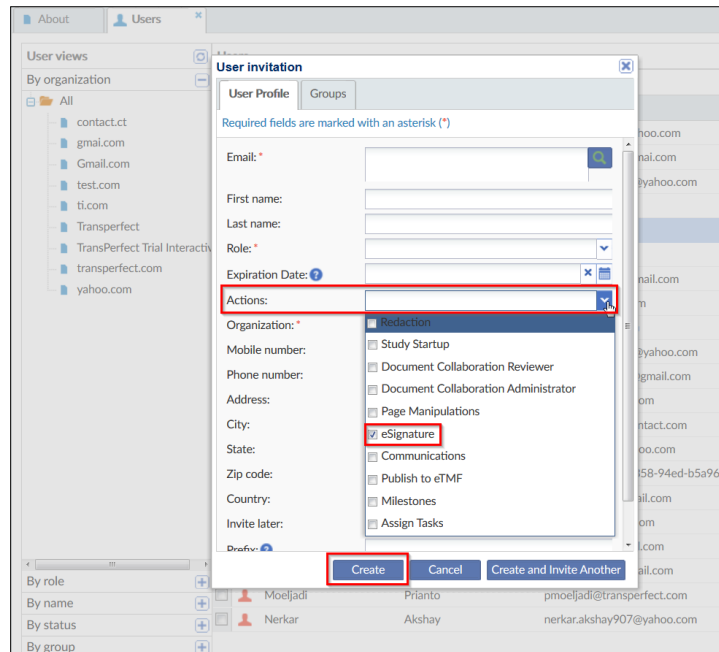 About
Users
User views
By organization
All
contact.ct
gmai.com
Gmail.com
test.com
ti.com
Transperfect
TransPerfect Trial Interactiv
transperfect.com
yahoo.com
By role
By name
By status
By group
User invitation
User Profile
Groups
Required fields are marked with an asterisk (*)
Email: *
First name:
Last name:
Role: *
Expiration Date:
Actions:
Organization: *
Mobile number:
Phone number:
Address:
City:
State:
Zip code:
Country:
Invite later:
Prefix:
Redaction
Study Startup
Document Collaboration Reviewer
Document Collaboration Administrator
Page Manipulations
eSignature
Communications
Publish to eTMF
Milestones
Assign Tasks
Create
Cancel
Create and Invite Another
hoo.com
mai.com
@yahoo.com
mail.com
m
@yahoo.com
@gmail.com
om
ntact.com
oo.com
358-94ed-b5a96
ail.com
om
l.com
ail.com
Moeljadi Prianto pmoeljadi@transperfect.com
Nerkar Akshay nerkar.akshay907@yahoo.com